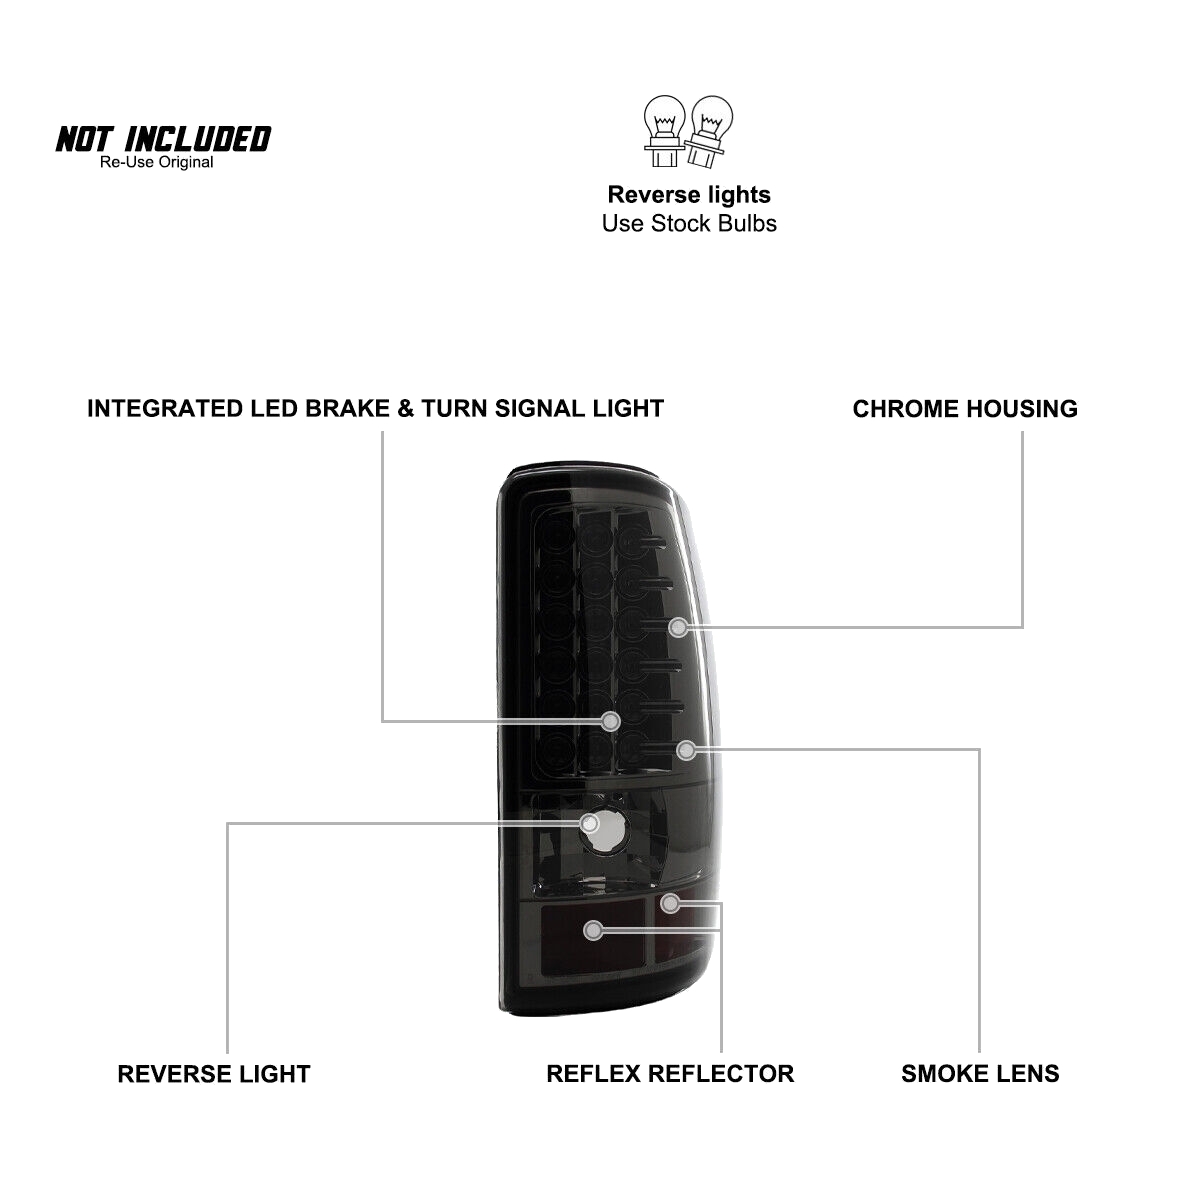 NOT INCLUDED
Re-Use Original
Reverse lights
Use Stock Bulbs
INTEGRATED LED BRAKE & TURN SIGNAL LIGHT
CHROME HOUSING
REVERSE LIGHT
REFLEX REFLECTOR
SMOKE LENS